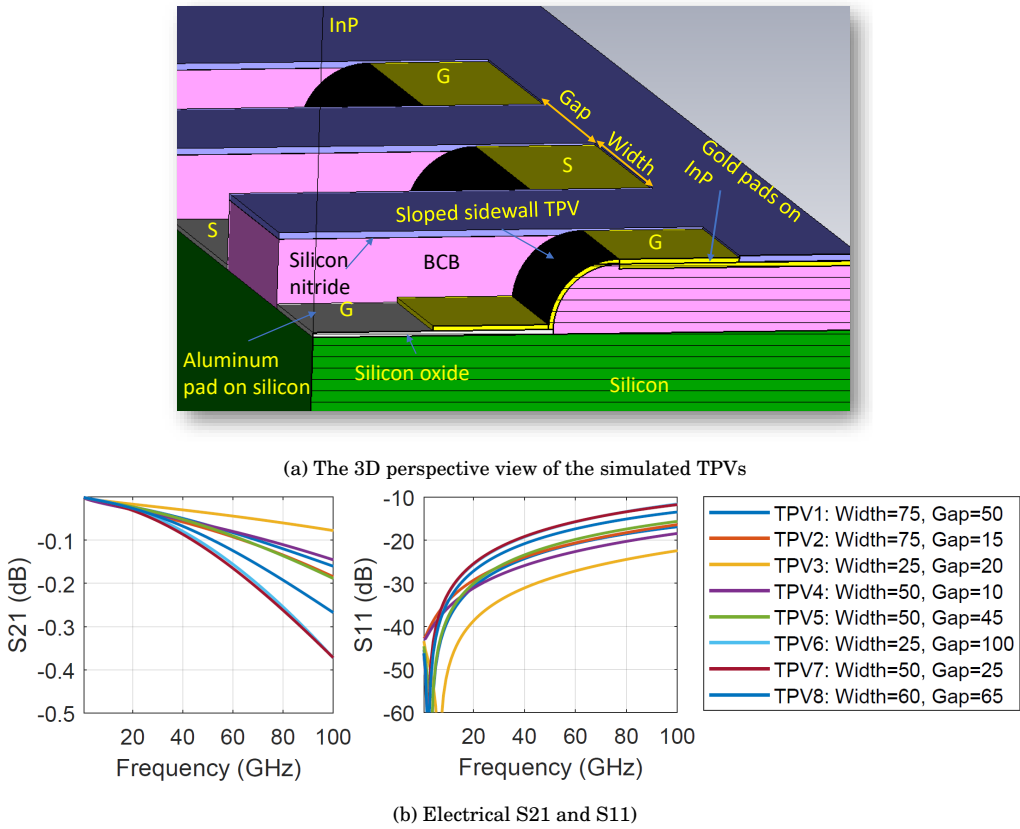 InP
G
Gap
Width
S
Gold pads on
InP
Sloped sidewall TPV
S
G
Silicon
nitride
BCB
G
Aluminum
pad on silicon
Silicon oxide
Silicon
(a) The 3D perspective view of the simulated TPVs
S21 (dB)
-0.1
-0.2
-0.3
-0.4
-0.5
20 40 60 80 100
Frequency (GHz)
S11 (dB)
-10
-20
-30
-40
-50
-60
20 40 60 80 100
Frequency (GHz)
TPV1: Width=75, Gap=50
TPV2: Width=75, Gap=15
TPV3: Width=25, Gap=20
TPV4: Width=50, Gap=10
TPV5: Width=50, Gap=45
TPV6: Width=25, Gap=100
TPV7: Width=50, Gap=25
TPV8: Width=60, Gap=65
(b) Electrical S21 and S11)